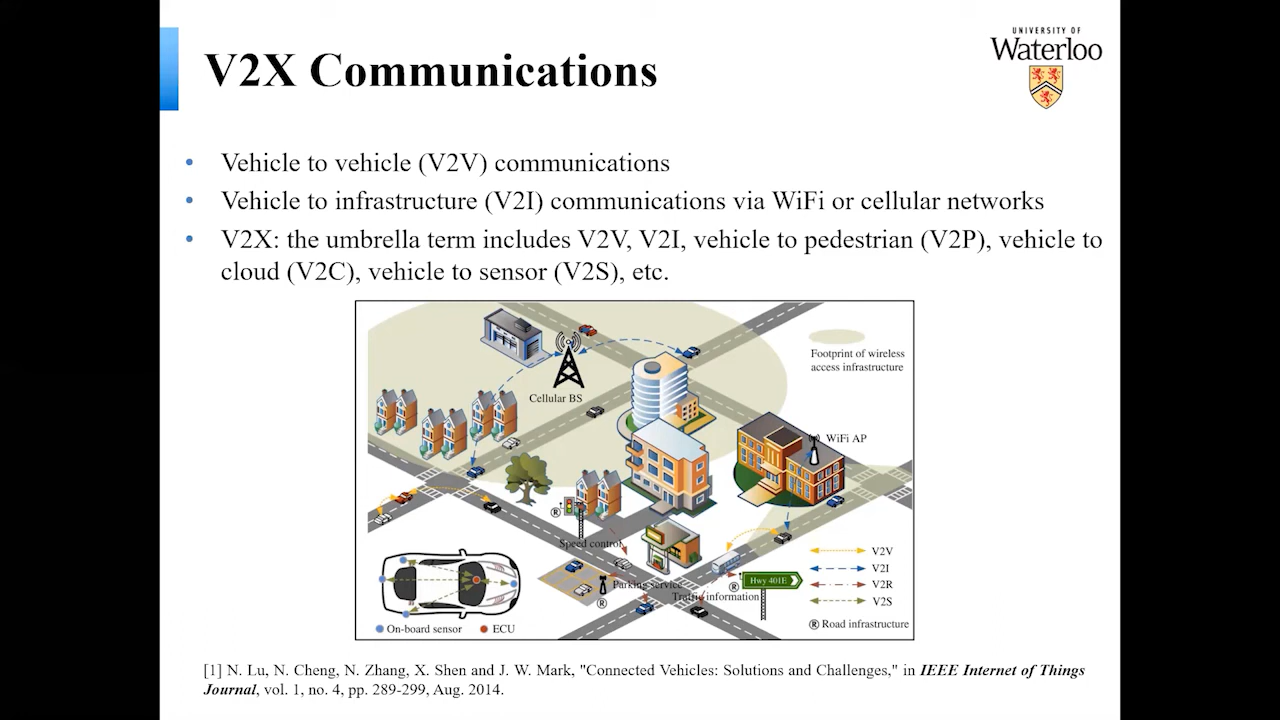 UNIVERSITY OF
Waterloo
V2X Communications
• Vehicle to vehicle (V2V) communications
• Vehicle to infrastructure (V2I) communications via WiFi or cellular networks
• V2X: the umbrella term includes V2V, V2I, vehicle to pedestrian (V2P), vehicle to
cloud (V2C), vehicle to sensor (V2S), etc.
Footprint of wireless
access infrastructure
Cellular BS
WiFi AP
®
Speed control
Parking service
®
Traffic information
®
Hwy 401E
V2V
V2I
V2R
V2S
® Road infrastructure
On-board sensor
ECU
[1] N. Lu, N. Cheng, N. Zhang, X. Shen and J. W. Mark, "Connected Vehicles: Solutions and Challenges," in IEEE Internet of Things
Journal, vol. 1, no. 4, pp. 289-299, Aug. 2014.